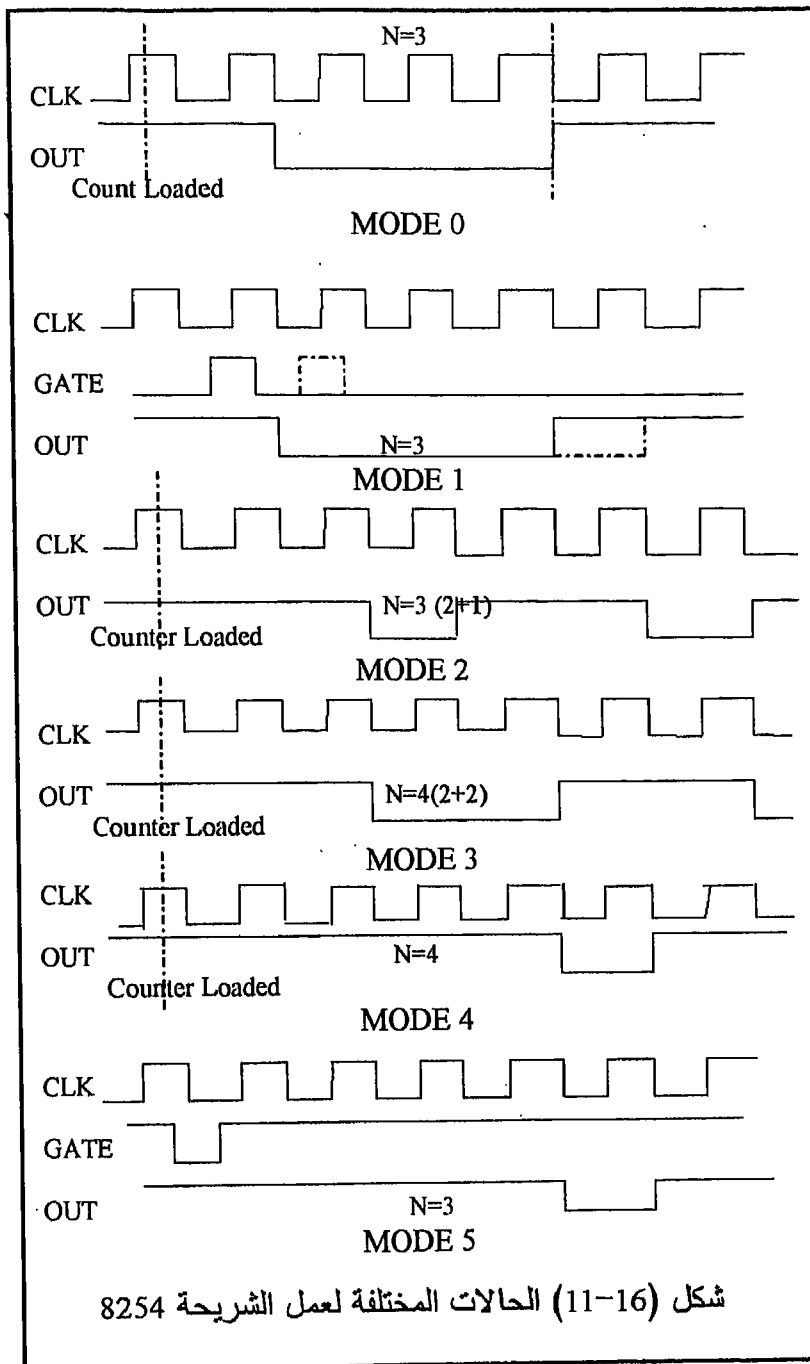 N=3
CLK
OUT
Count Loaded
MODE 0
CLK
GATE
OUT
N=3
MODE 1
CLK
OUT
N=3 (2+1)
Counter Loaded
MODE 2
CLK
OUT
N=4(2+2)
Counter Loaded
MODE 3
CLK
OUT
N=4
Counter Loaded
MODE 4
CLK
GATE
OUT
N=3
MODE 5
شكل (16-11) الحالات المختلفة لعمل الشريحة 8254